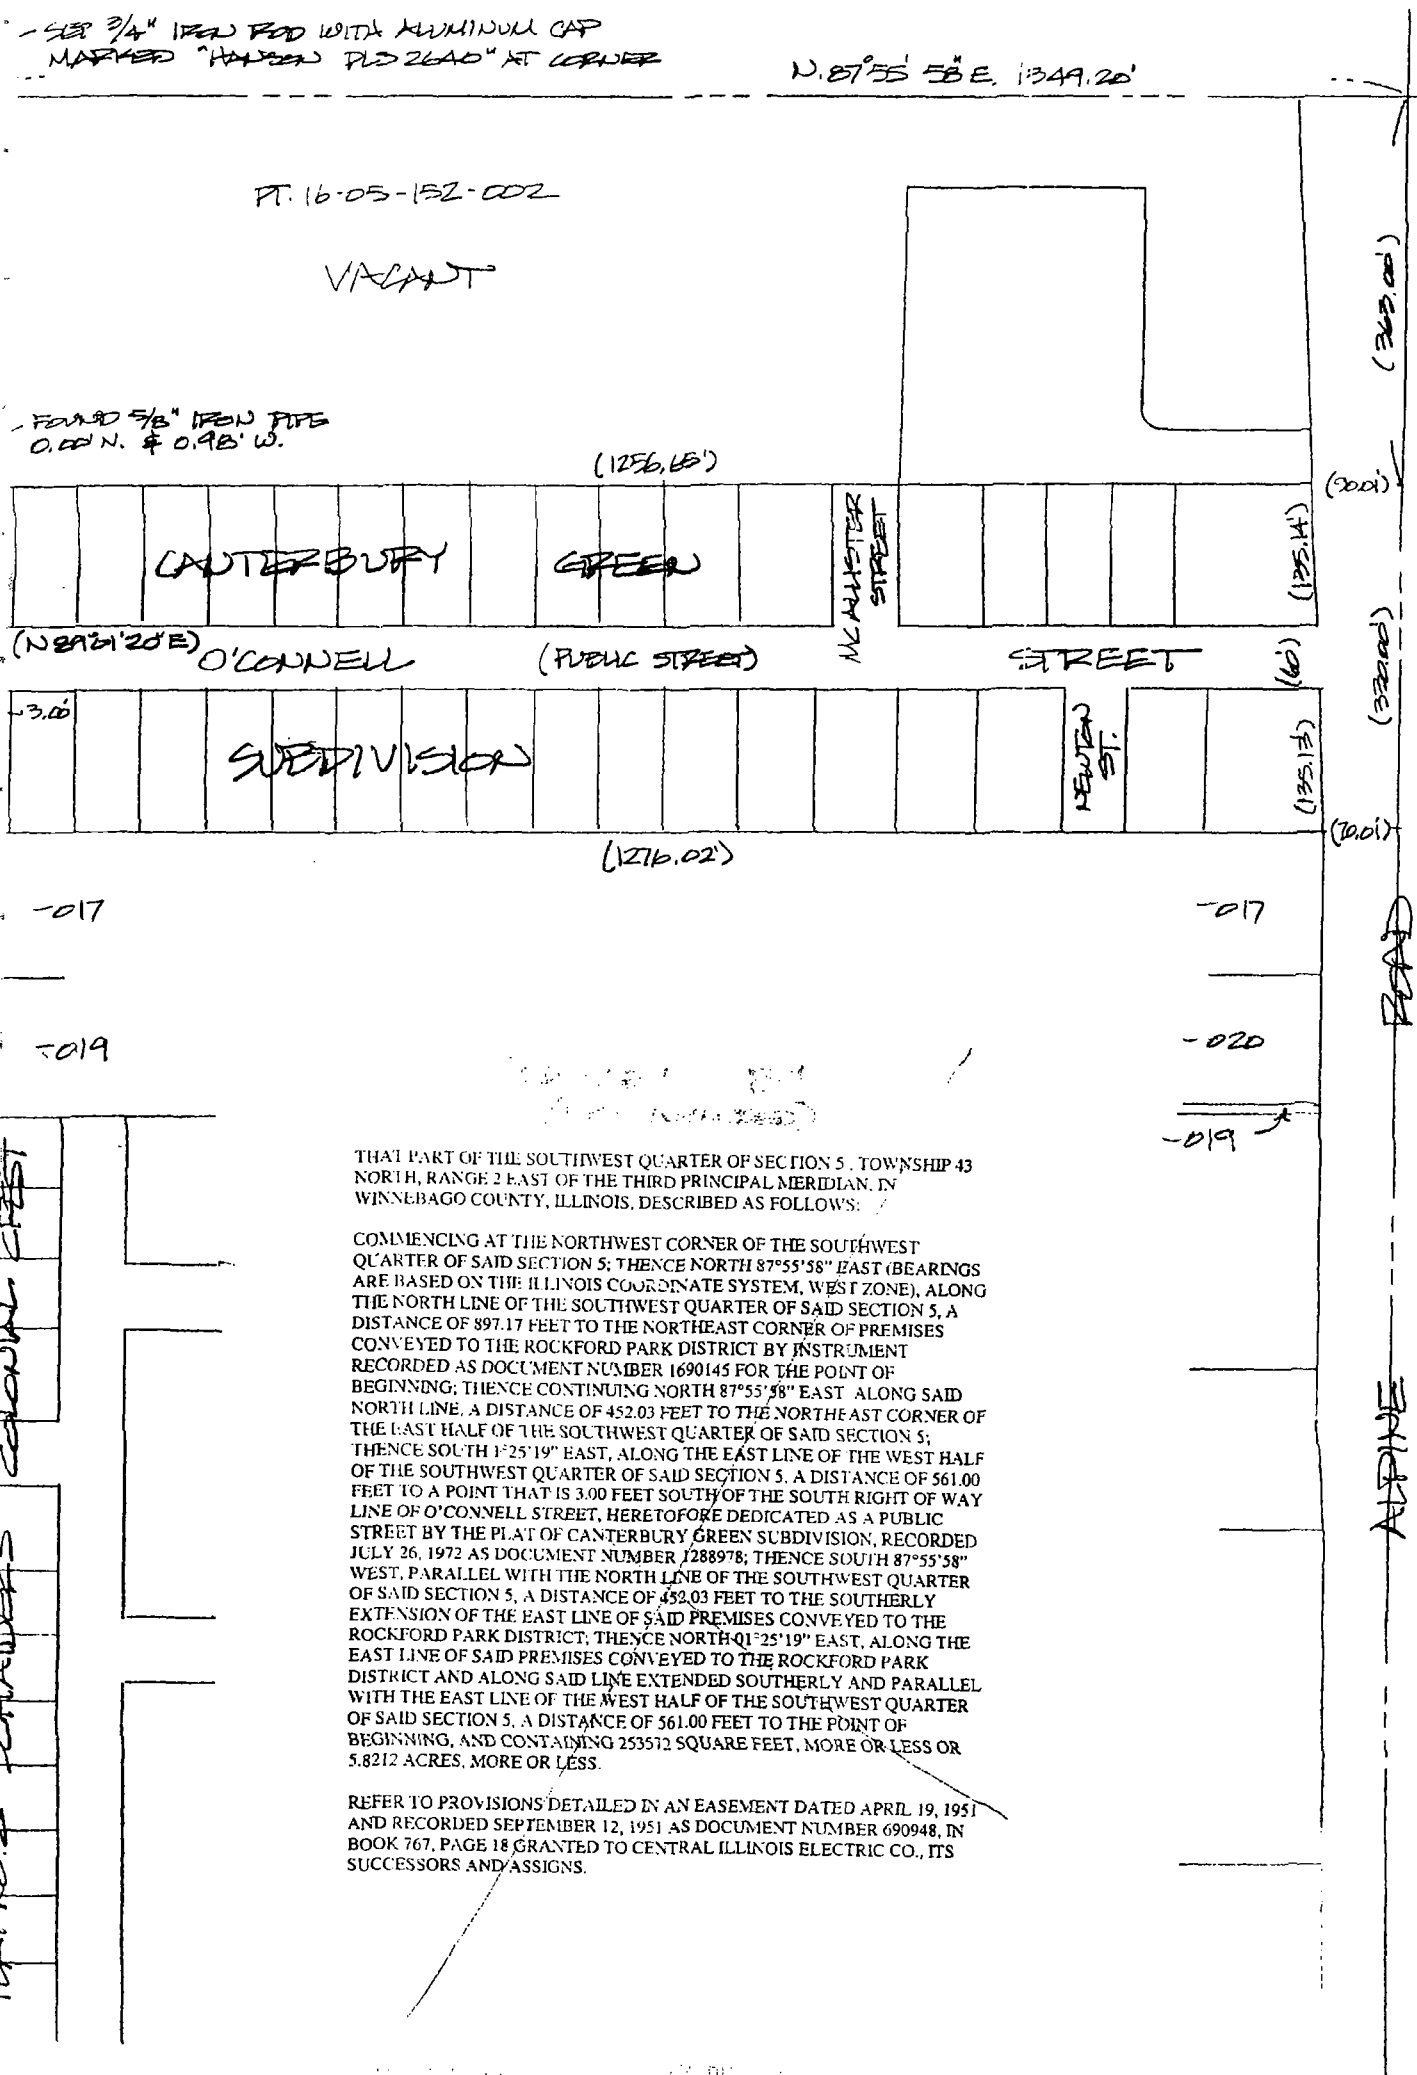 - SET 3/4" IRON ROD WITH ALUMINUM CAP
MARKED "HANSON PLS 2640" AT CORNER
N. 87°55' 58" E. 1349.20'
PT. 16-05-152-002
VACANT
(363.00')
- FOUND 5/8" IRON PIPE
0.00' N. & 0.98' W.
(1256.65')
(90.01')
CANTERBURY GREEN
MCALLISTER
STREET
(135.14')
(N 89°01'20" E)
O'CONNELL (PUBLIC STREET) STREET
(60')
(330.00')
3.00'
SUBDIVISION
NEWTON
ST.
(135.13')
(70.01')
(1276.02')
-017
-017
ROAD
-019
-020
-019
THAT PART OF THE SOUTHWEST QUARTER OF SECTION 5 , TOWNSHIP 43
NORTH, RANGE 2 EAST OF THE THIRD PRINCIPAL MERIDIAN, IN
WINNEBAGO COUNTY, ILLINOIS, DESCRIBED AS FOLLOWS:
COMMENCING AT THE NORTHWEST CORNER OF THE SOUTHWEST
QUARTER OF SAID SECTION 5; THENCE NORTH 87°55'58" EAST (BEARINGS
ARE BASED ON THE ILLINOIS COORDINATE SYSTEM, WEST ZONE), ALONG
THE NORTH LINE OF THE SOUTHWEST QUARTER OF SAID SECTION 5, A
DISTANCE OF 897.17 FEET TO THE NORTHEAST CORNER OF PREMISES
CONVEYED TO THE ROCKFORD PARK DISTRICT BY INSTRUMENT
RECORDED AS DOCUMENT NUMBER 1690145 FOR THE POINT OF
BEGINNING; THENCE CONTINUING NORTH 87°55'58" EAST ALONG SAID
NORTH LINE, A DISTANCE OF 452.03 FEET TO THE NORTHEAST CORNER OF
THE EAST HALF OF THE SOUTHWEST QUARTER OF SAID SECTION 5;
THENCE SOUTH 1°25'19" EAST, ALONG THE EAST LINE OF THE WEST HALF
OF THE SOUTHWEST QUARTER OF SAID SECTION 5, A DISTANCE OF 561.00
FEET TO A POINT THAT IS 3.00 FEET SOUTH OF THE SOUTH RIGHT OF WAY
LINE OF O'CONNELL STREET, HERETOFORE DEDICATED AS A PUBLIC
STREET BY THE PLAT OF CANTERBURY GREEN SUBDIVISION, RECORDED
JULY 26, 1972 AS DOCUMENT NUMBER 1288978; THENCE SOUTH 87°55'58"
WEST, PARALLEL WITH THE NORTH LINE OF THE SOUTHWEST QUARTER
OF SAID SECTION 5, A DISTANCE OF 452.03 FEET TO THE SOUTHERLY
EXTENSION OF THE EAST LINE OF SAID PREMISES CONVEYED TO THE
ROCKFORD PARK DISTRICT; THENCE NORTH 01°25'19" EAST, ALONG THE
EAST LINE OF SAID PREMISES CONVEYED TO THE ROCKFORD PARK
DISTRICT AND ALONG SAID LINE EXTENDED SOUTHERLY AND PARALLEL
WITH THE EAST LINE OF THE WEST HALF OF THE SOUTHWEST QUARTER
OF SAID SECTION 5, A DISTANCE OF 561.00 FEET TO THE POINT OF
BEGINNING, AND CONTAINING 253572 SQUARE FEET, MORE OR LESS OR
5.8212 ACRES, MORE OR LESS.
REFER TO PROVISIONS DETAILED IN AN EASEMENT DATED APRIL 19, 1951
AND RECORDED SEPTEMBER 12, 1951 AS DOCUMENT NUMBER 690948, IN
BOOK 767, PAGE 18 GRANTED TO CENTRAL ILLINOIS ELECTRIC CO., ITS
SUCCESSORS AND ASSIGNS.
COLONIAL CREST
ALPINE